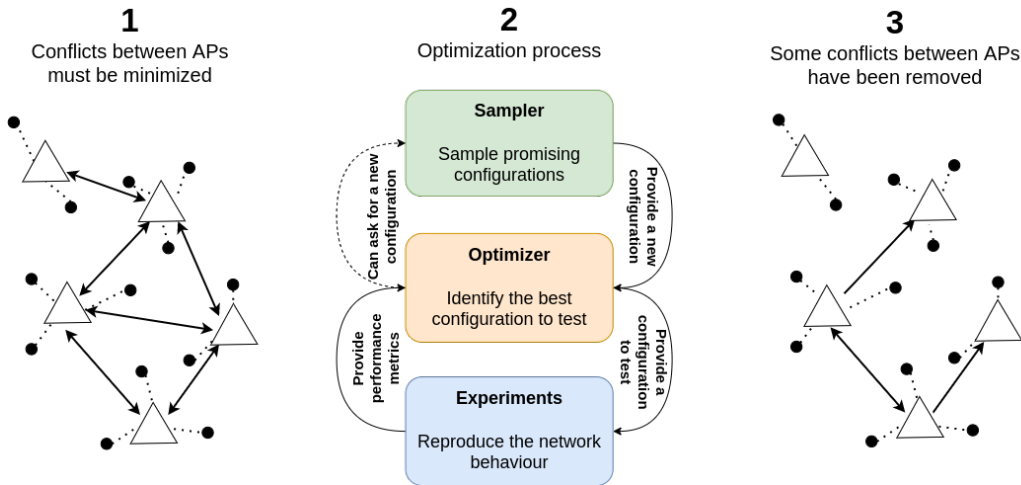 1
Conflicts between APs
must be minimized
2
Optimization process
Sampler
Sample promising
configurations
Can ask for a new
configuration
Provide a new
configuration
Optimizer
Identify the best
configuration to test
Provide
performance
metrics
Provide a
configuration
to test
Experiments
Reproduce the network
behaviour
3
Some conflicts between APs
have been removed